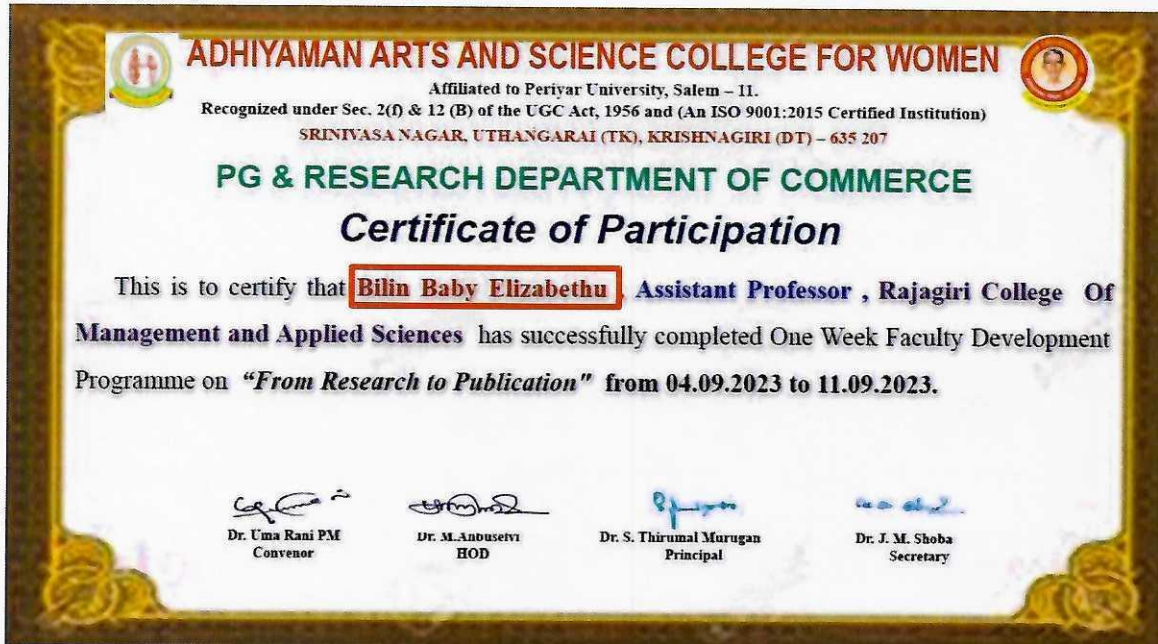 ADHIYAMAN ARTS AND SCIENCE COLLEGE FOR WOMEN
Affiliated to Periyar University, Salem – 11.
Recognized under Sec. 2(f) & 12 (B) of the UGC Act, 1956 and (An ISO 9001:2015 Certified Institution)
SRINIVASA NAGAR, UTHANGARAI (TK), KRISHNAGIRI (DT) – 635 207
PG & RESEARCH DEPARTMENT OF COMMERCE
Certificate of Participation
This is to certify that Bilin Baby Elizabethu , Assistant Professor , Rajagiri College Of
Management and Applied Sciences has successfully completed One Week Faculty Development
Programme on "From Research to Publication" from 04.09.2023 to 11.09.2023.
Dr. Uma Rani P.M Dr. M.Anbuselvi Dr. S. Thirumal Murugan Dr. J. M. Shoba
Convenor HOD Principal Secretary